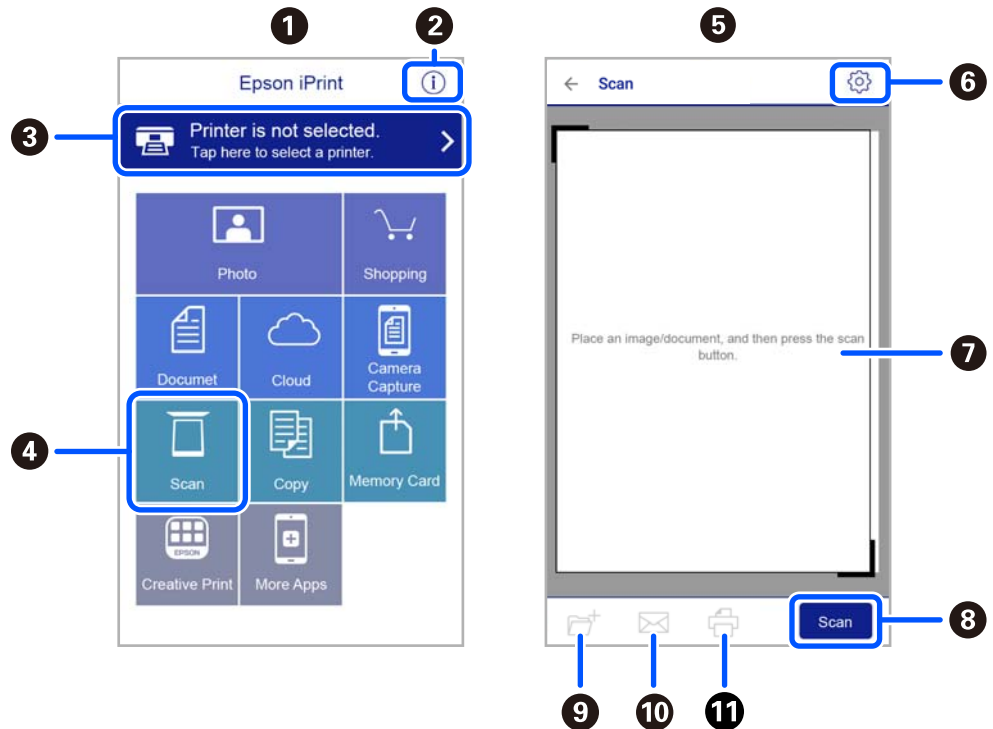 1
2
5
Epson iPrint
i
← Scan
6
3
Printer is not selected.
Tap here to select a printer.
Photo
Shopping
Place an image/document, and then press the scan
button.
7
Documet
Cloud
Camera
Capture
4
Scan
Copy
Memory Card
EPSON
Creative Print
More Apps
Scan
8
9
10
11